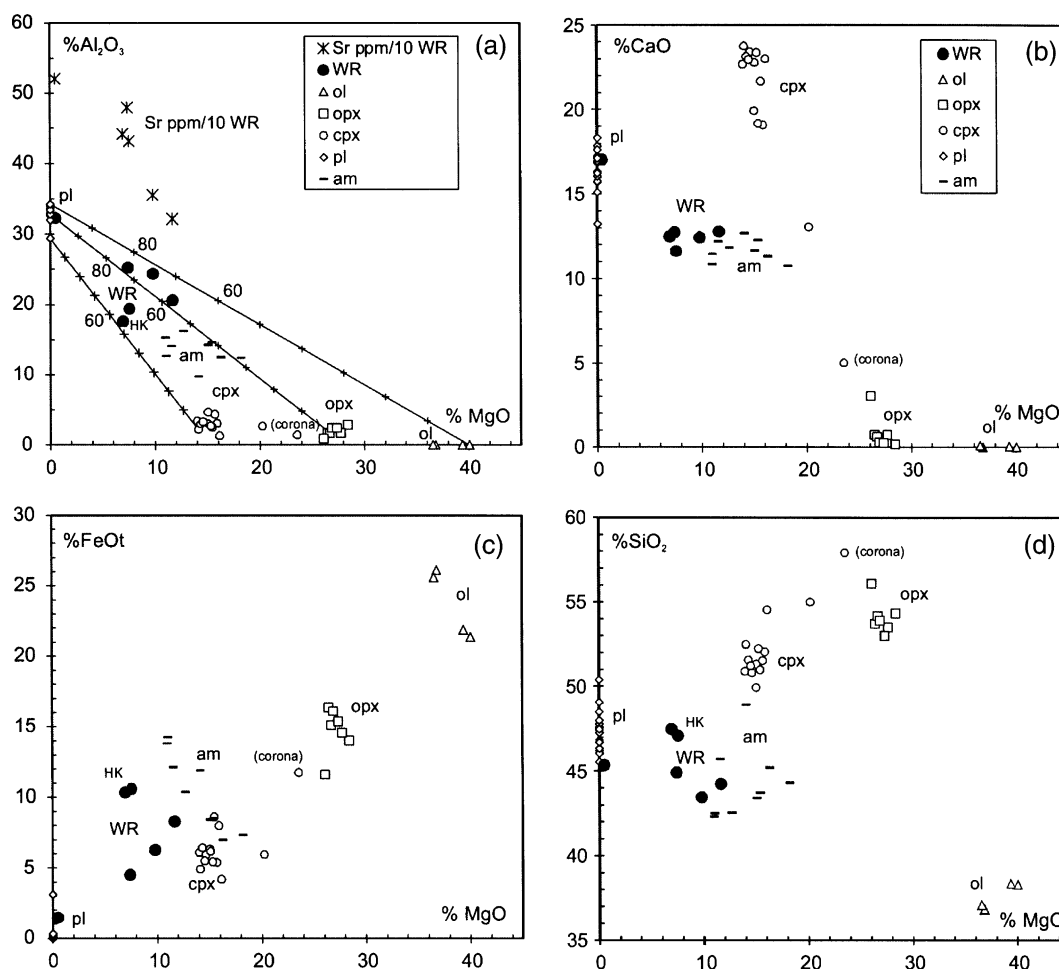 %Al₂O₃
(a)
Sr ppm/10 WR
WR
ol
opx
cpx
pl
am
Sr ppm/10 WR
pl
80
80
60
WR
60
60
HK
am
cpx
(corona)
opx
ol
% MgO
60
50
40
30
20
10
0
0
10
20
30
40
%CaO
(b)
WR
ol
opx
cpx
pl
am
cpx
pl
WR
am
(corona)
% MgO
opx
ol
25
20
15
10
5
0
0
10
20
30
40
%FeOt
(c)
ol
opx
am
(corona)
HK
WR
cpx
pl
% MgO
30
25
20
15
10
5
0
0
10
20
30
40
%SiO₂
(d)
(corona)
opx
cpx
pl
HK
am
WR
ol
% MgO
60
55
50
45
40
35
0
10
20
30
40